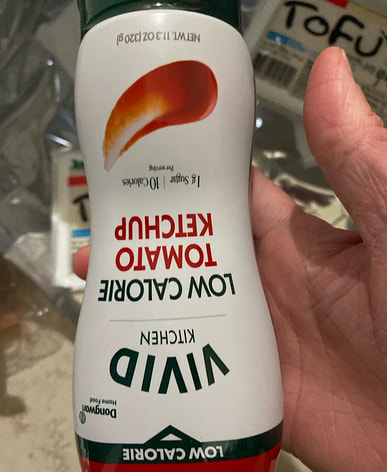 LOW CALORIE
Dongwon
Home Food
VIVID
KITCHEN
LOW CALORIE
TOMATO
KETCHUP
1g Sugar | 10 Calories
Per serving
NET WT. 11.3 OZ (320 g)
TOFU